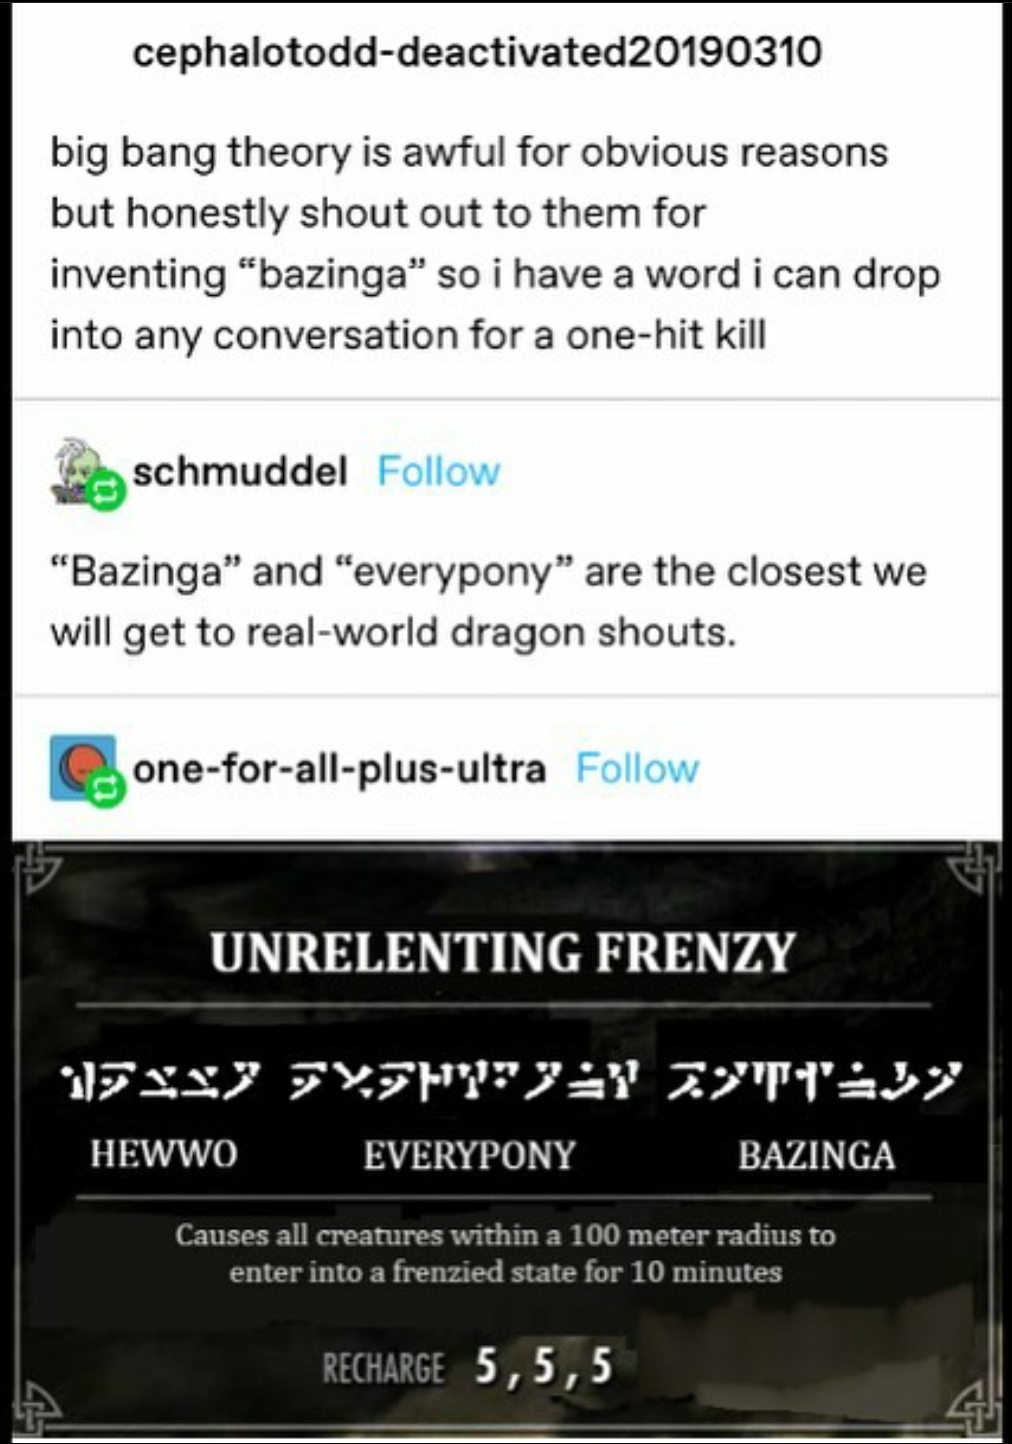 cephalotodd-deactivated20190310
big bang theory is awful for obvious reasons
but honestly shout out to them for
inventing “bazinga” so i have a word i can drop
into any conversation for a one-hit kill
schmuddel Follow
“Bazinga” and “everypony” are the closest we
will get to real-world dragon shouts.
one-for-all-plus-ultra Follow
UNRELENTING FRENZY
HEWWO EVERYPONY BAZINGA
Causes all creatures within a 100 meter radius to
enter into a frenzied state for 10 minutes
RECHARGE 5,5,5